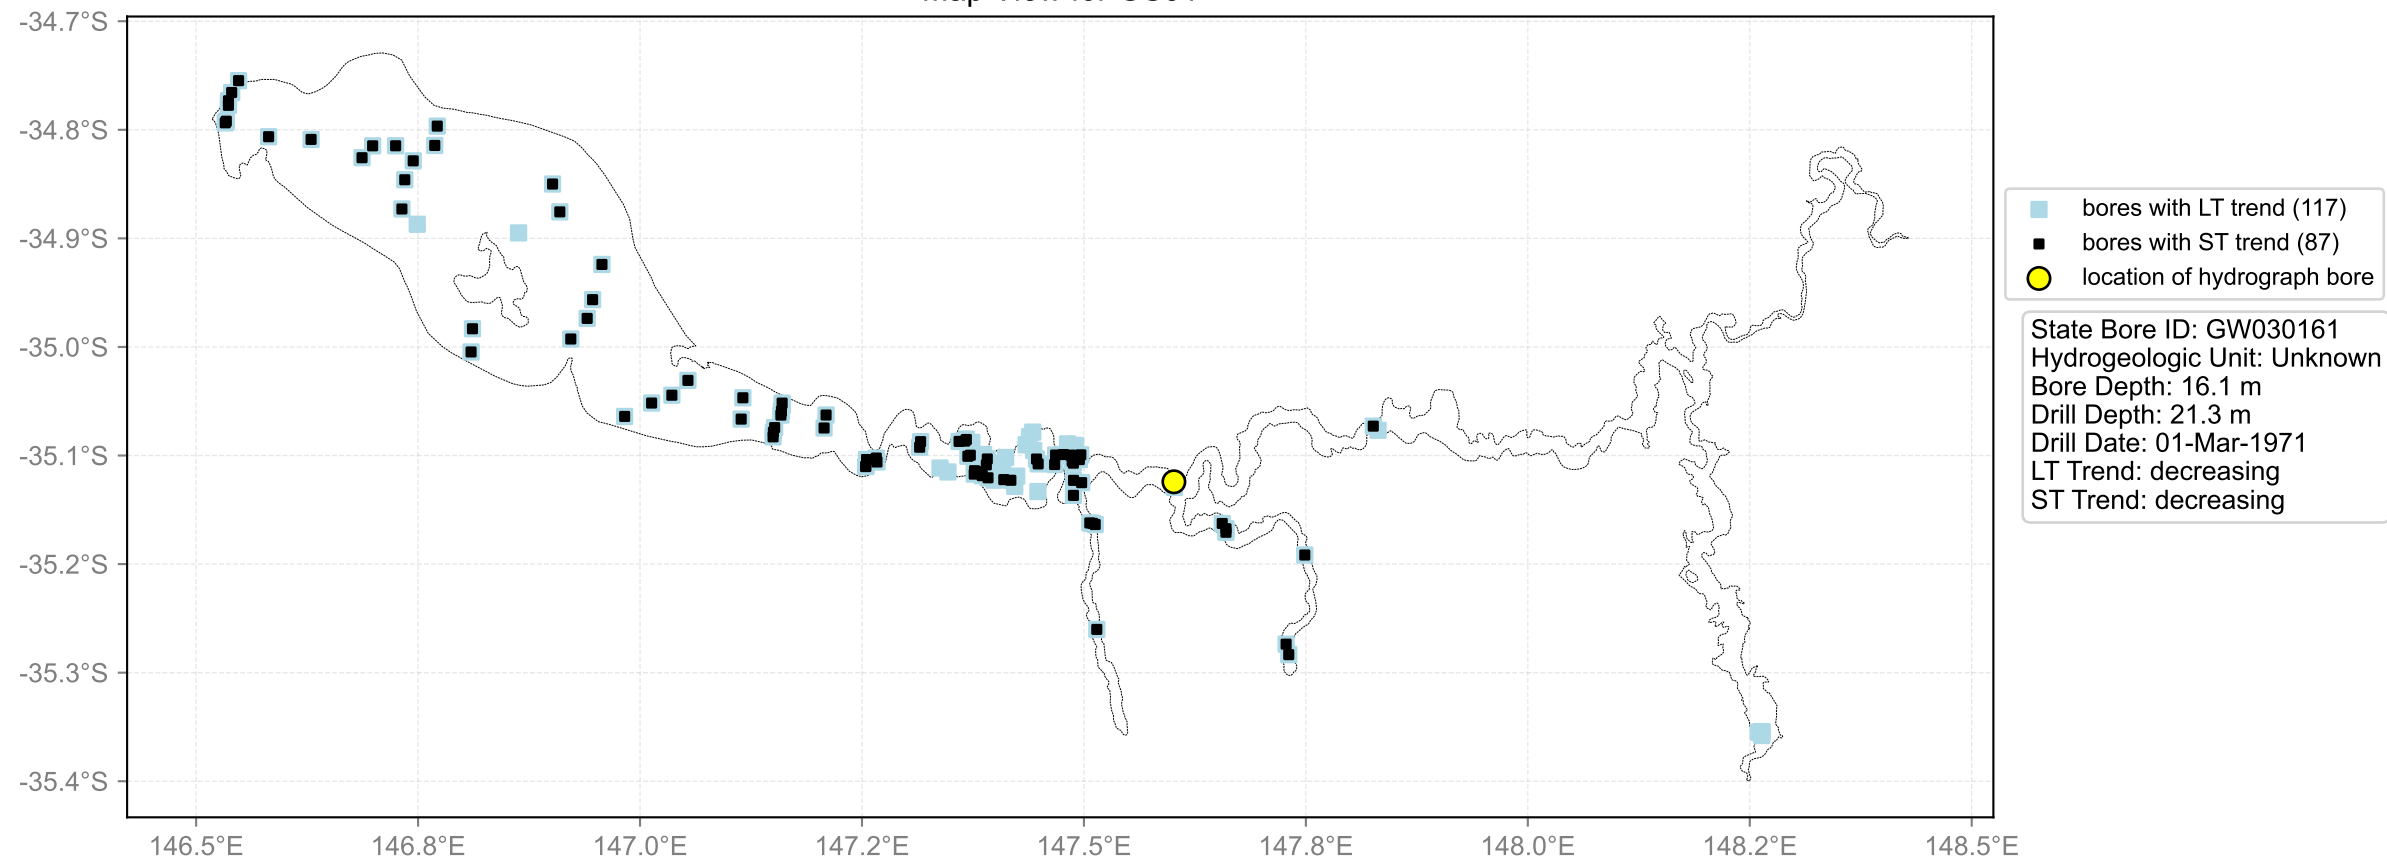 -34.7°S
-34.8°S
-34.9°S
-35.0°S
-35.1°S
-35.2°S
-35.3°S
-35.4°S
146.5°E 146.8°E 147.0°E 147.2°E 147.5°E 147.8°E 148.0°E 148.2°E 148.5°E
bores with LT trend (117)
bores with ST trend (87)
location of hydrograph bore
State Bore ID: GW030161
Hydrogeologic Unit: Unknown
Bore Depth: 16.1 m
Drill Depth: 21.3 m
Drill Date: 01-Mar-1971
LT Trend: decreasing
ST Trend: decreasing